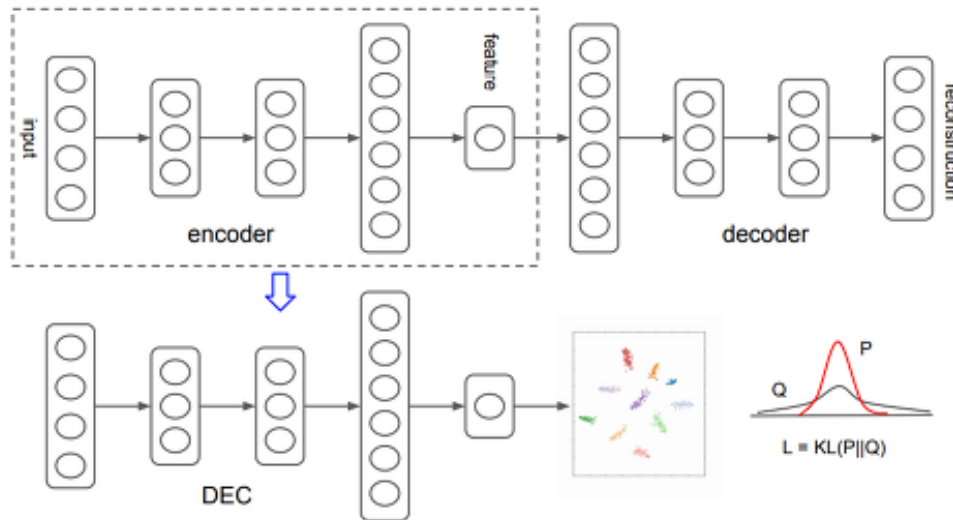 input
encoder
feature
decoder
reconstruction
DEC
P
Q
L = KL(P||Q)